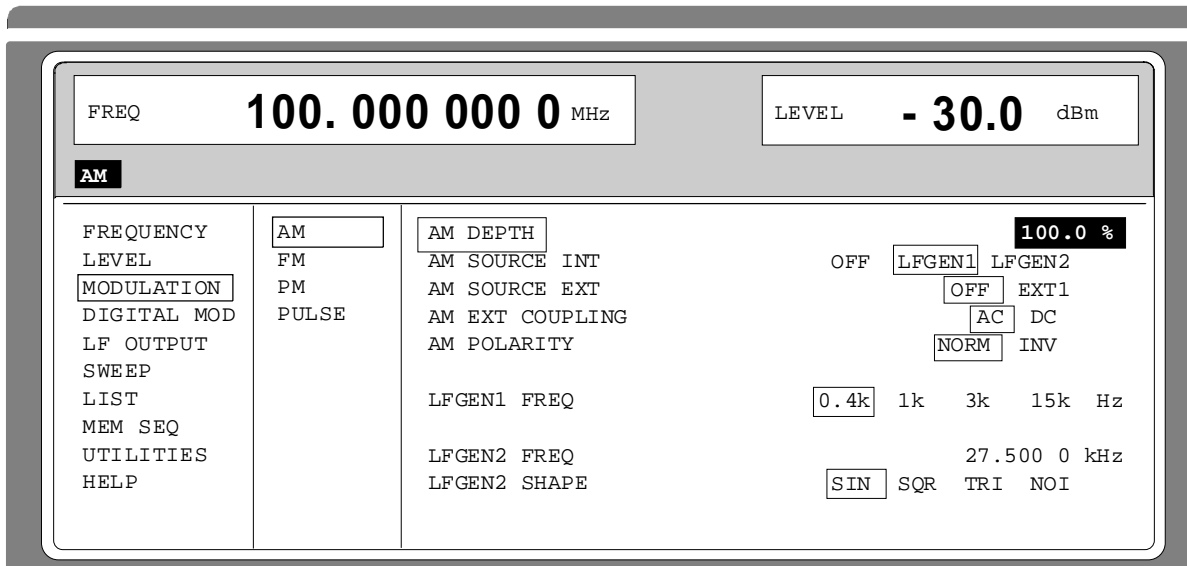 FREQ 100. 000 000 0 MHz LEVEL - 30.0 dBm
AM
FREQUENCY AM AM DEPTH 100.0 %
LEVEL FM AM SOURCE INT OFF LFGEN1 LFGEN2
MODULATION PM AM SOURCE EXT OFF EXT1
DIGITAL MOD PULSE AM EXT COUPLING AC DC
LF OUTPUT AM POLARITY NORM INV
SWEEP
LIST LFGEN1 FREQ 0.4k 1k 3k 15k Hz
MEM SEQ
UTILITIES LFGEN2 FREQ 27.500 0 kHz
HELP LFGEN2 SHAPE SIN SQR TRI NOI